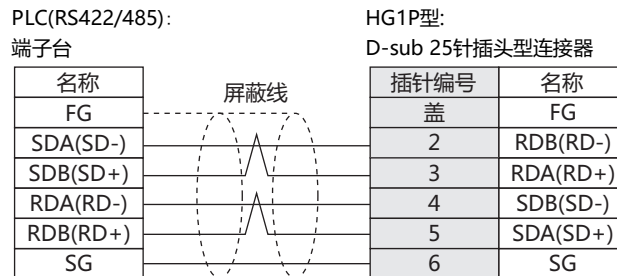 PLC(RS422/485): HG1P型:
端子台 D-sub 25针插头型连接器
名称 屏蔽线 插针编号 名称
FG 盖 FG
SDA(SD-) 2 RDB(RD-)
SDB(SD+) 3 RDA(RD+)
RDA(RD-) 4 SDB(SD-)
RDB(RD+) 5 SDA(SD+)
SG 6 SG